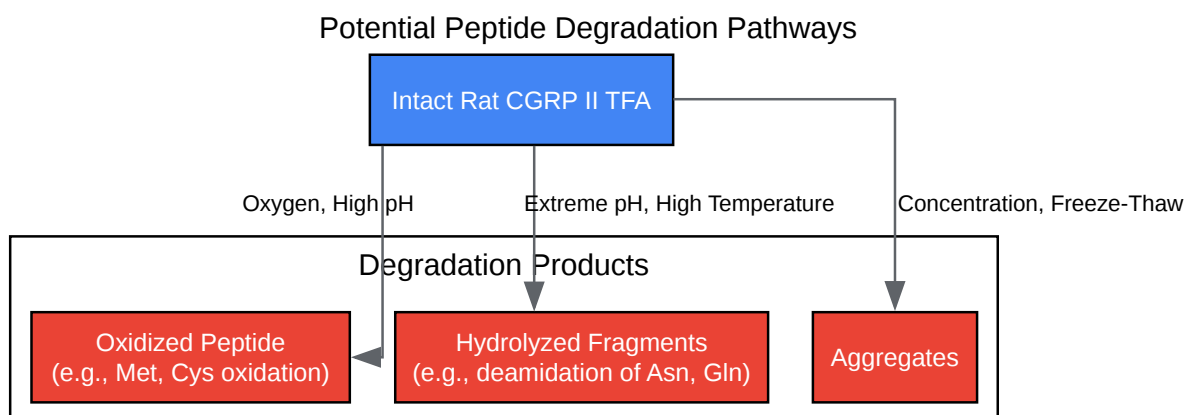 Potential Peptide Degradation Pathways
Intact Rat CGRP II TFA
Oxygen, High pH
Extreme pH, High Temperature
Concentration, Freeze-Thaw
Degradation Products
Oxidized Peptide
(e.g., Met, Cys oxidation)
Hydrolyzed Fragments
(e.g., deamidation of Asn, Gln)
Aggregates